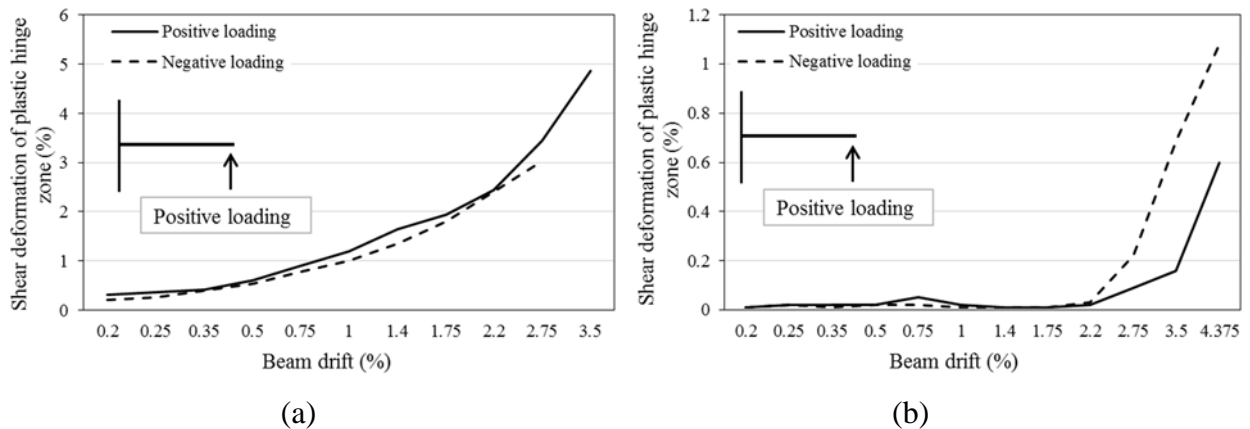 Shear deformation of plastic hinge
zone (%)
6
5
4
3
2
1
0
Positive loading
Negative loading
Positive loading
0.2 0.25 0.35 0.5 0.75 1 1.4 1.75 2.2 2.75 3.5
Beam drift (%)
(a)
Shear deformation of plastic hinge
zone (%)
1.2
1
0.8
0.6
0.4
0.2
0
Positive loading
Negative loading
Positive loading
0.2 0.25 0.35 0.5 0.75 1 1.4 1.75 2.2 2.75 3.5 4.375
Beam drift (%)
(b)